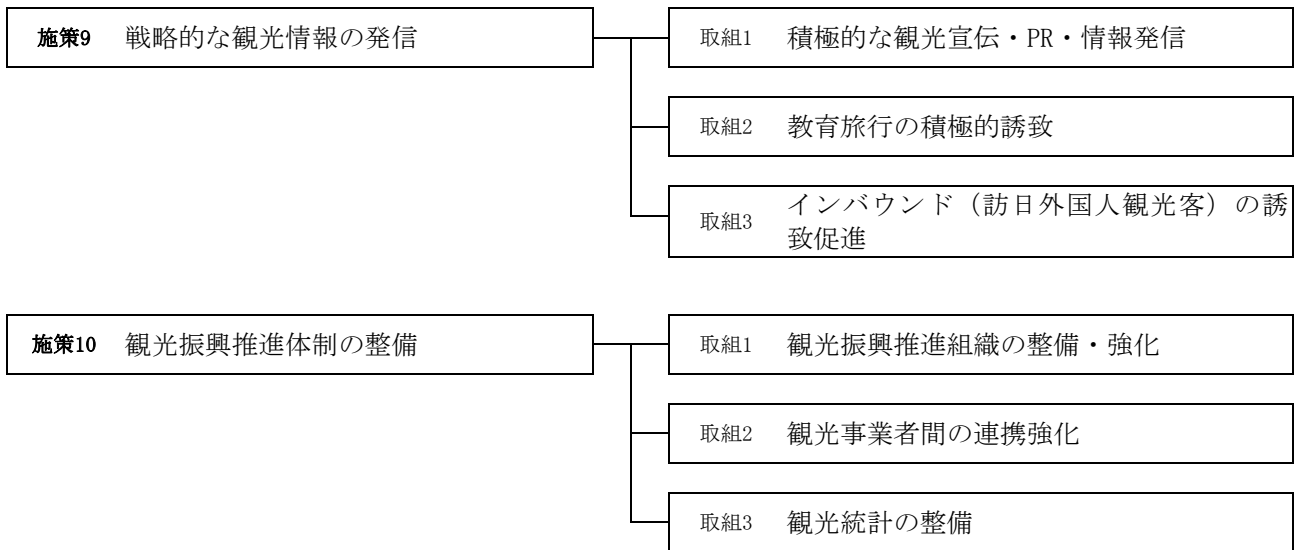 施策9 戦略的な観光情報の発信
取組1 積極的な観光宣伝・PR・情報発信
取組2 教育旅行の積極的誘致
取組3 インバウンド（訪日外国人観光客）の誘
致促進
施策10 観光振興推進体制の整備
取組1 観光振興推進組織の整備・強化
取組2 観光事業者間の連携強化
取組3 観光統計の整備